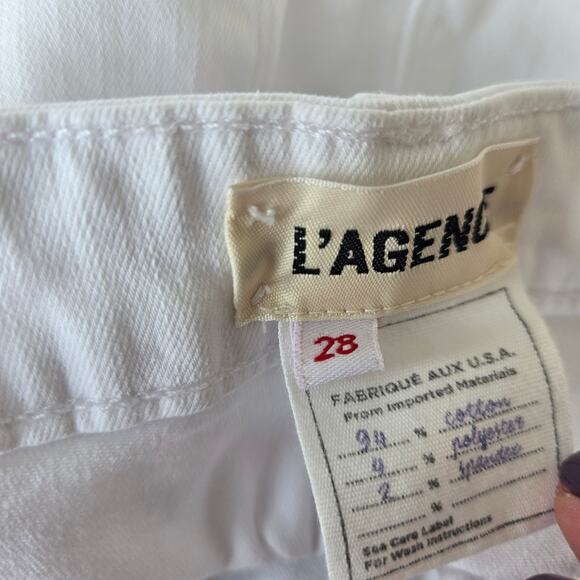 L'AGENC
28
FABRIQUÉ AUX U.S.A.
From Imported Materials
94 % cotton
4 % polyester
2 % spandex
%
See Care Label
For Wash Instructions